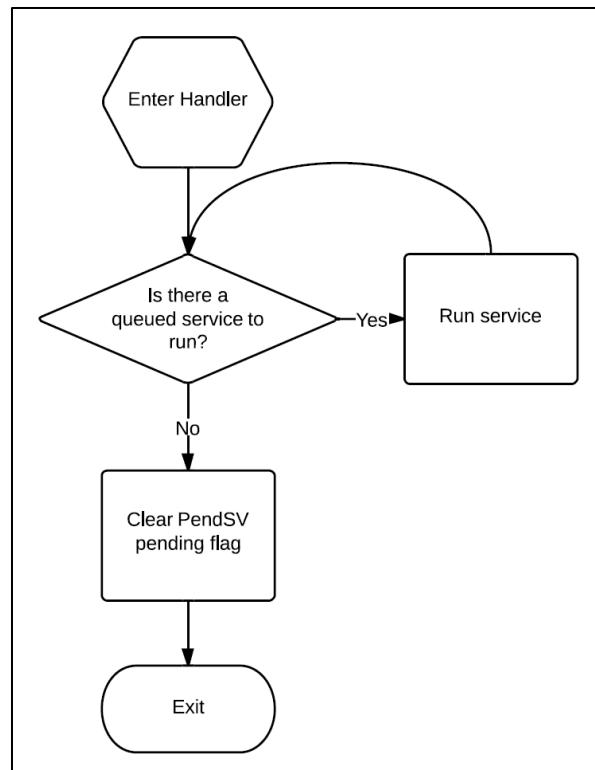 Enter Handler
Is there a
queued service to
run?
Yes
Run service
No
Clear PendSV
pending flag
Exit